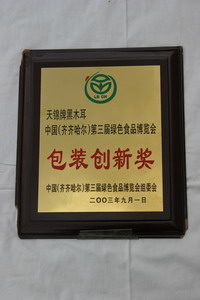 天锦牌黑木耳
中国(齐齐哈尔)第三届绿色食品博览会
包装创新奖
中国(齐齐哈尔)第三届绿色食品博览会组委会
二〇〇三年九月一日